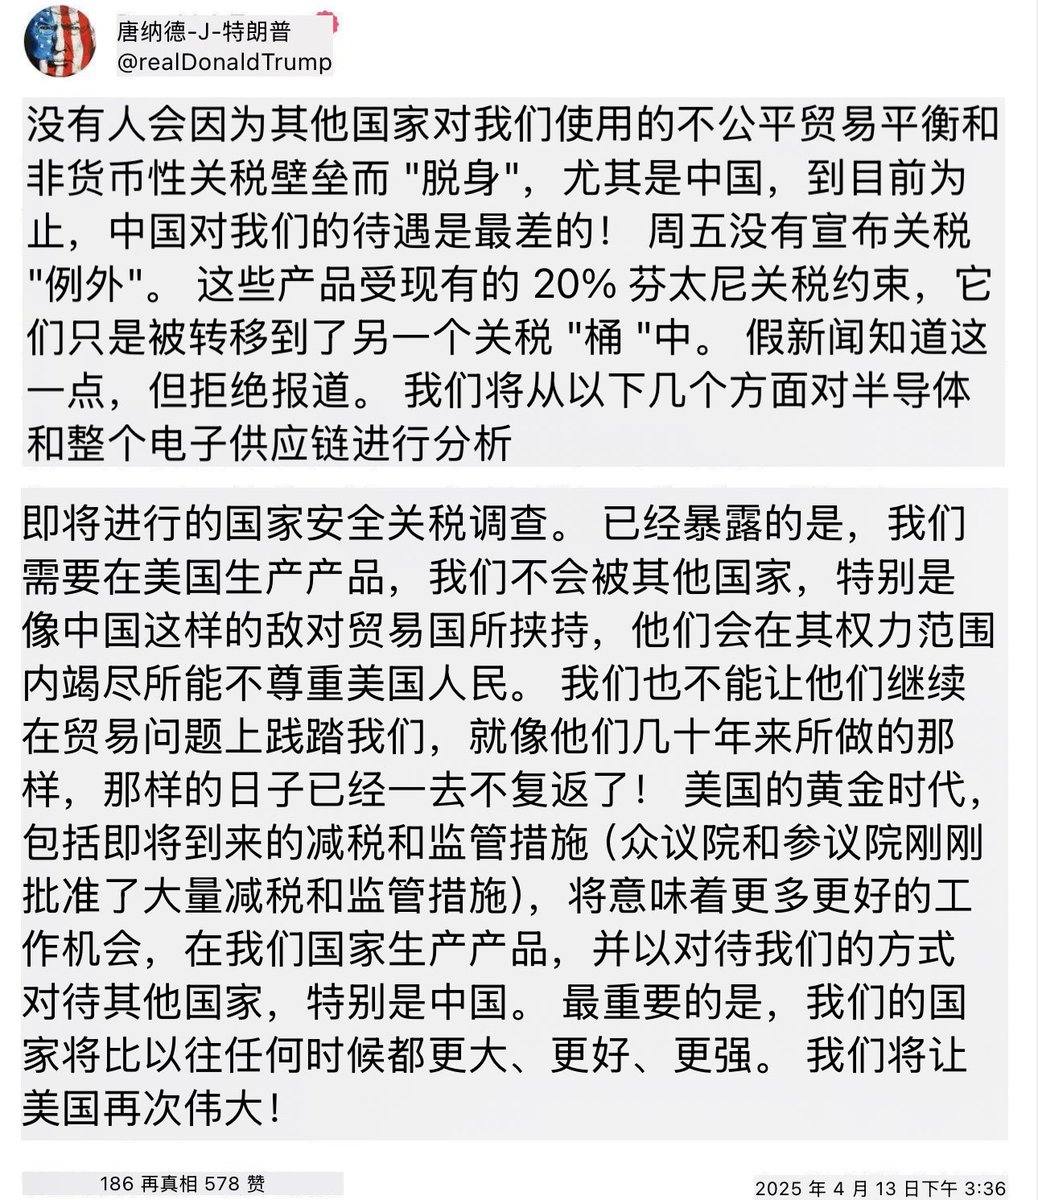 唐纳德-J-特朗普
@realDonaldTrump
没有人会因为其他国家对我们使用的不公平贸易平衡和
非货币性关税壁垒而 "脱身"，尤其是中国，到目前为
止，中国对我们的待遇是最差的！ 周五没有宣布关税
"例外"。 这些产品受现有的 20% 芬太尼关税约束，它
们只是被转移到了另一个关税 "桶 "中。 假新闻知道这
一点，但拒绝报道。 我们将从以下几个方面对半导体
和整个电子供应链进行分析
即将进行的国家安全关税调查。 已经暴露的是，我们
需要在美国生产产品，我们不会被其他国家，特别是
像中国这样的敌对贸易国所挟持，他们会在其权力范围
内竭尽所能不尊重美国人民。 我们也不能让他们继续
在贸易问题上践踏我们，就像他们几十年来所做的那
样，那样的日子已经一去不复返了！ 美国的黄金时代，
包括即将到来的减税和监管措施（众议院和参议院刚刚
批准了大量减税和监管措施），将意味着更多更好的工
作机会，在我们国家生产产品，并以对待我们的方式
对待其他国家，特别是中国。 最重要的是，我们的国
家将比以往任何时候都更大、更好、更强。 我们将让
美国再次伟大！
186 再真相 578 赞
2025 年 4 月 13 日下午 3:36